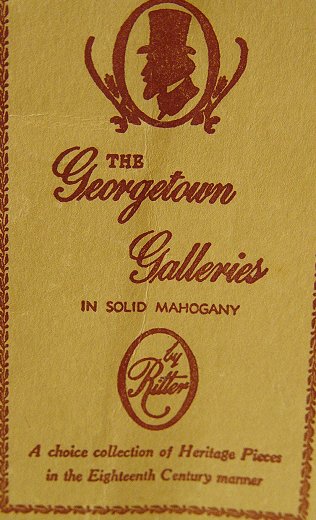 THE
Georgetown
Galleries
IN SOLID MAHOGANY
by
Ritter
A choice collection of Heritage Pieces
in the Eighteenth Century manner